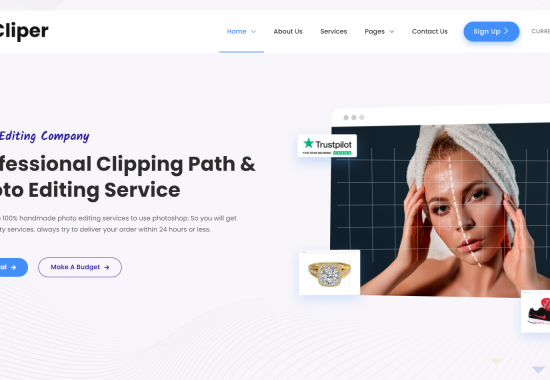 Cliper
Home
About Us
Services
Pages
Contact Us
Sign Up
Editing Company
fessional Clipping Path &
to Editing Service
100% handmade photo editing services to use photoshop. So you will get
ty services, always try to deliver your order within 24 hours or less.
al
Make A Budget
Trustpilot